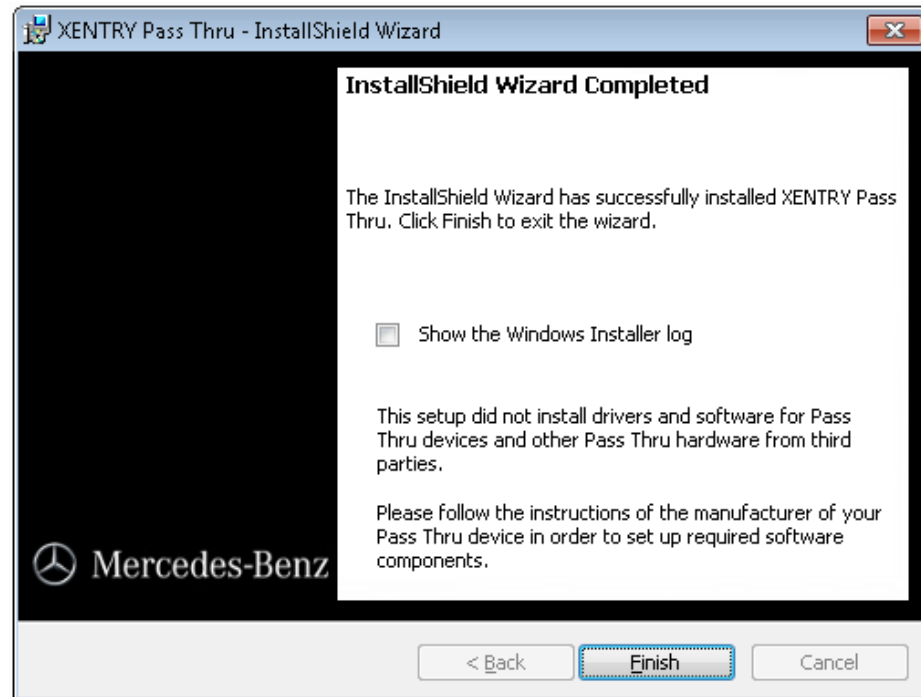 XENTRY Pass Thru - InstallShield Wizard
InstallShield Wizard Completed
The InstallShield Wizard has successfully installed XENTRY Pass
Thru. Click Finish to exit the wizard.
Show the Windows Installer log
This setup did not install drivers and software for Pass
Thru devices and other Pass Thru hardware from third
parties.
Please follow the instructions of the manufacturer of your
Pass Thru device in order to set up required software
components.
Mercedes-Benz
< Back
Finish
Cancel